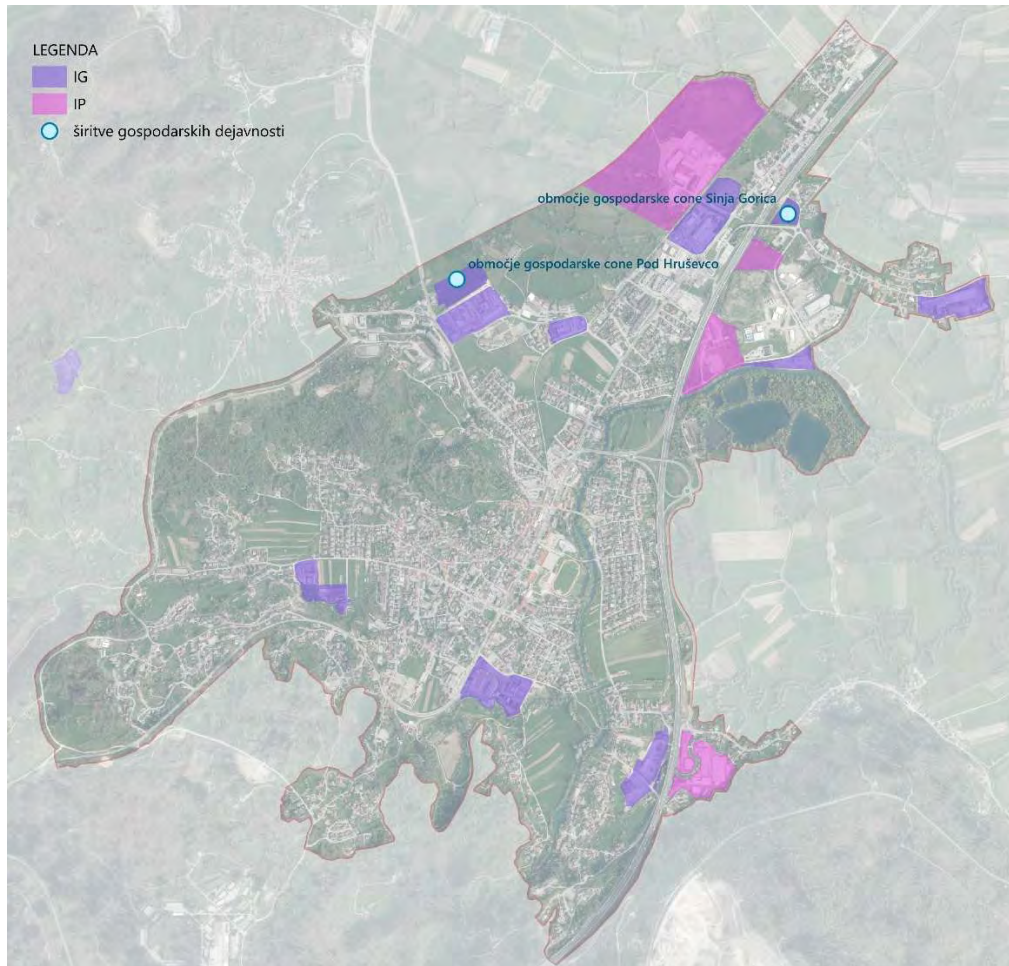 LEGENDA
IG
IP
širitve gospodarskih dejavnosti
območje gospodarske cone Sinja Gorica
območje gospodarske cone Pod Hruševco